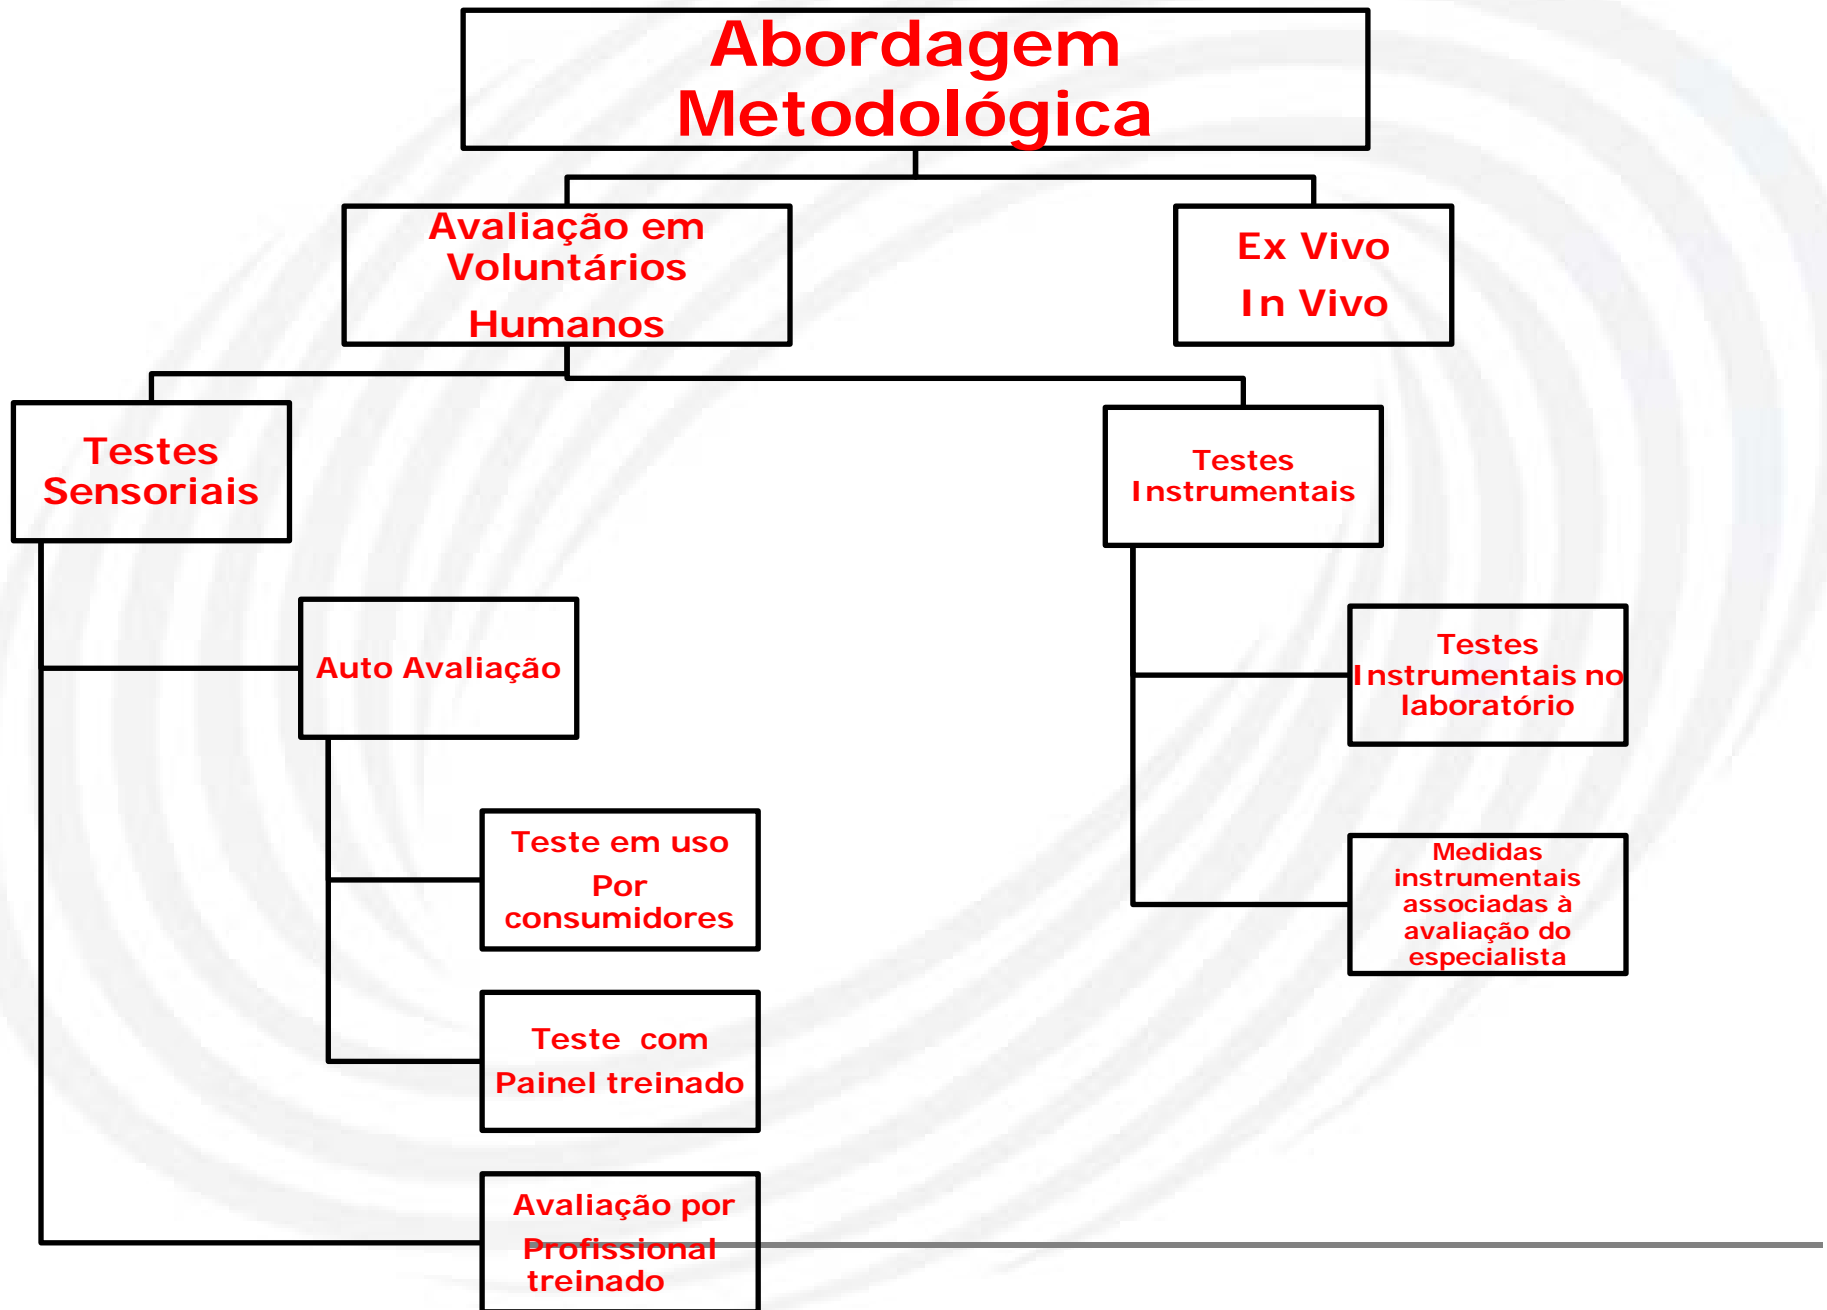 Abordagem
Metodológica
Avaliação em
Voluntários
Humanos
Ex Vivo
In Vivo
Testes
Sensoriais
Testes
Instrumentais
Auto Avaliação
Testes
Instrumentais no
laboratório
Teste em uso
Por
consumidores
Medidas
instrumentais
associadas à
avaliação do
especialista
Teste com
Painel treinado
Avaliação por
Profissional
treinado